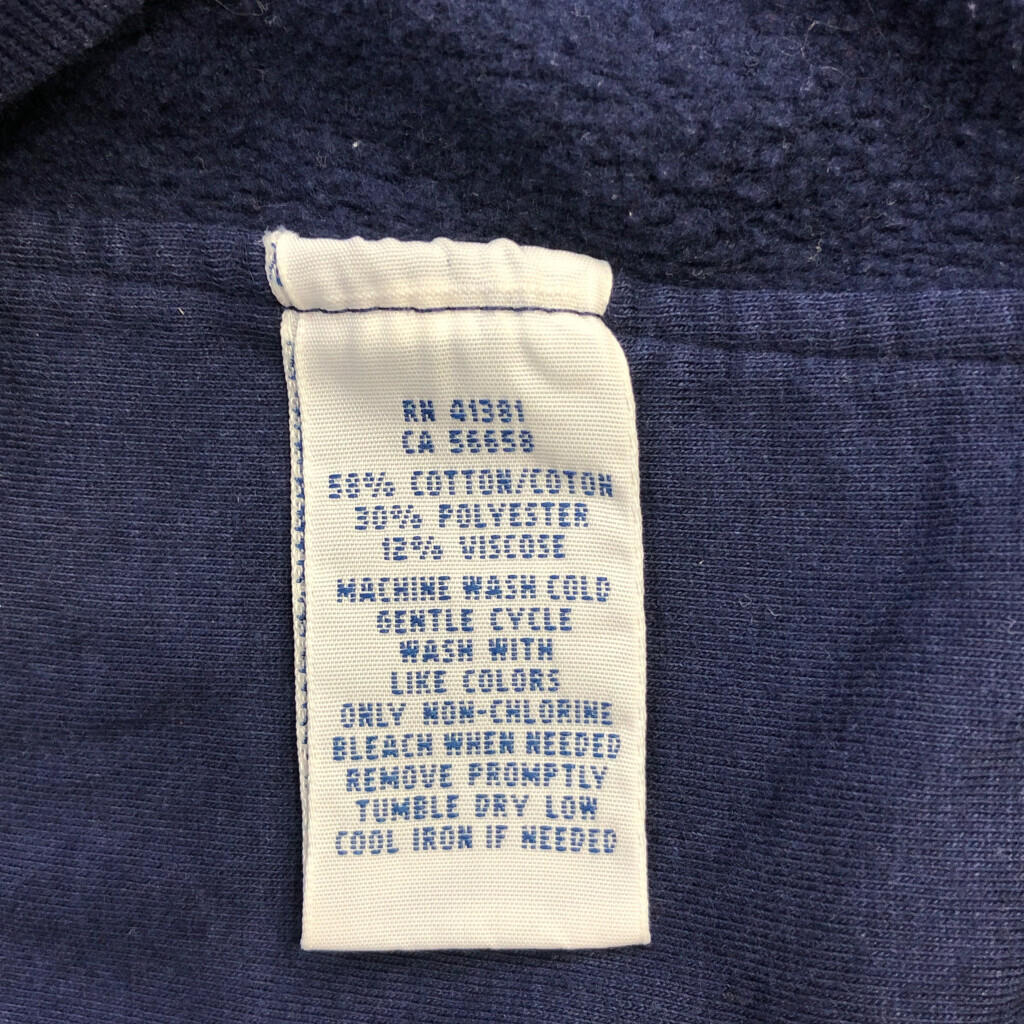 RN 41381
CA 56658
58% COTTON/COTON
30% POLYESTER
12% VISCOSE
MACHINE WASH COLD
GENTLE CYCLE
WASH WITH
LIKE COLORS
ONLY NON-CHLORINE
BLEACH WHEN NEEDED
REMOVE PROMPTLY
TUMBLE DRY LOW
COOL IRON IF NEEDED